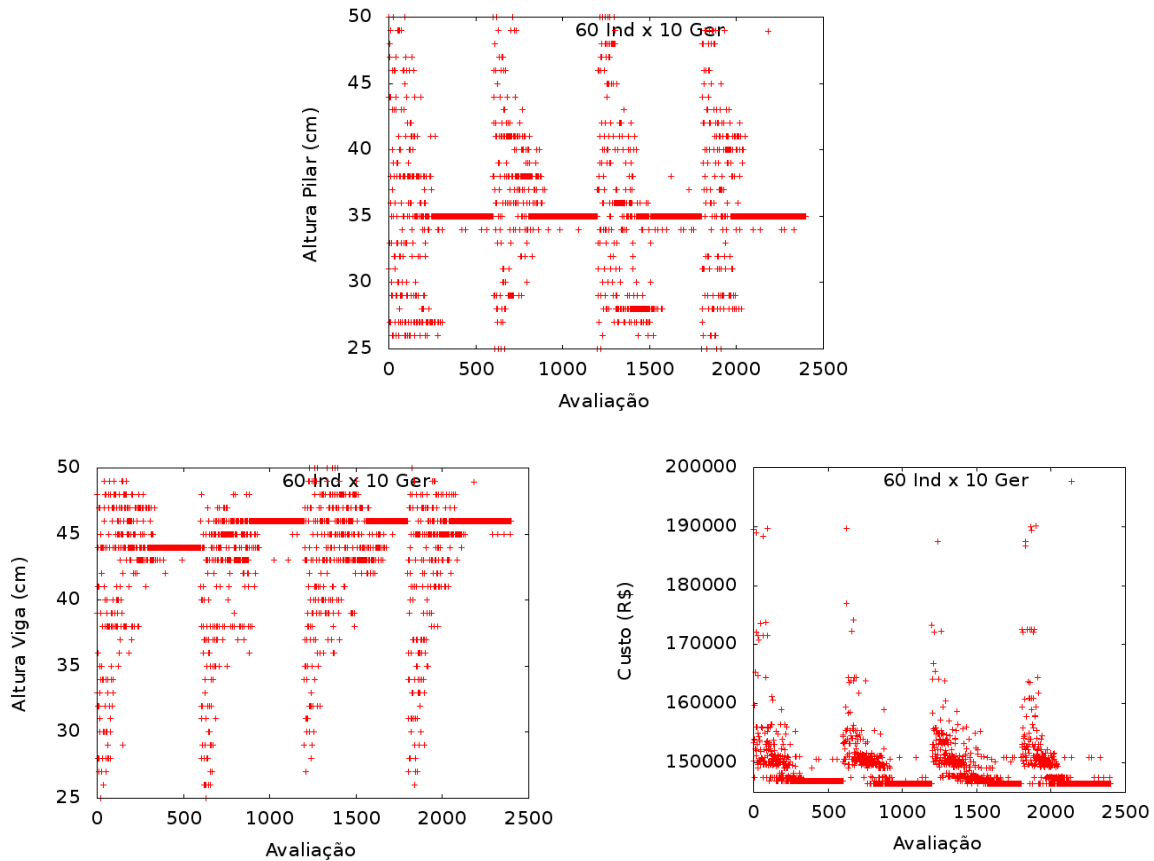 50
45
40
35
30
25
Altura Pilar (cm)
60 Ind x 10 Ger
0 500 1000 1500 2000 2500
Avaliação
50
45
40
35
30
25
Altura Viga (cm)
60 Ind x 10 Ger
0 500 1000 1500 2000 2500
Avaliação
200000
190000
180000
170000
160000
150000
Custo (R$)
60 Ind x 10 Ger
0 500 1000 1500 2000 2500
Avaliação